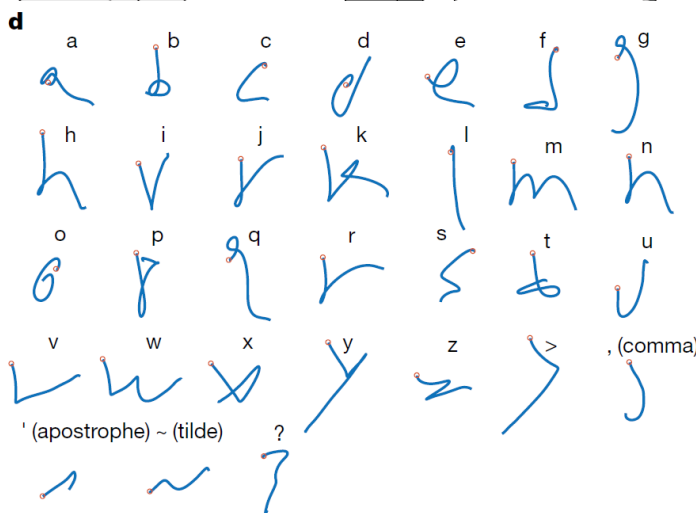 d
a b c d e f g
h i j k l m n
o p q r s t u
v w x y z > , (comma)
' (apostrophe) ~ (tilde) ?